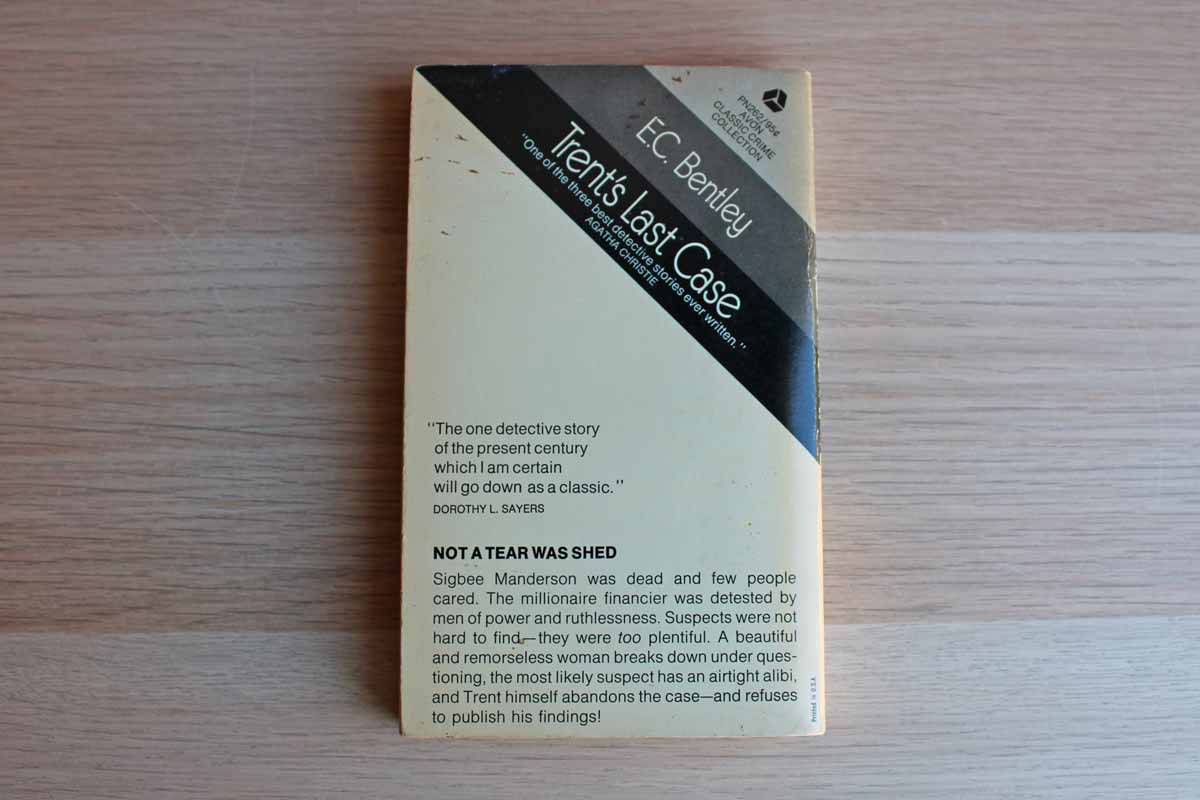 PN262/95¢
AVON
CLASSIC CRIME
COLLECTION
E.C. Bentley
Trent's Last Case
"One of the three best detective stories ever written."
AGATHA CHRISTIE
"The one detective story
of the present century
which I am certain
will go down as a classic."
DOROTHY L. SAYERS
NOT A TEAR WAS SHED
Sigbee Manderson was dead and few people
cared. The millionaire financier was detested by
men of power and ruthlessness. Suspects were not
hard to find—they were too plentiful. A beautiful
and remorseless woman breaks down under ques-
tioning, the most likely suspect has an airtight alibi,
and Trent himself abandons the case—and refuses
to publish his findings!
Printed in U.S.A.